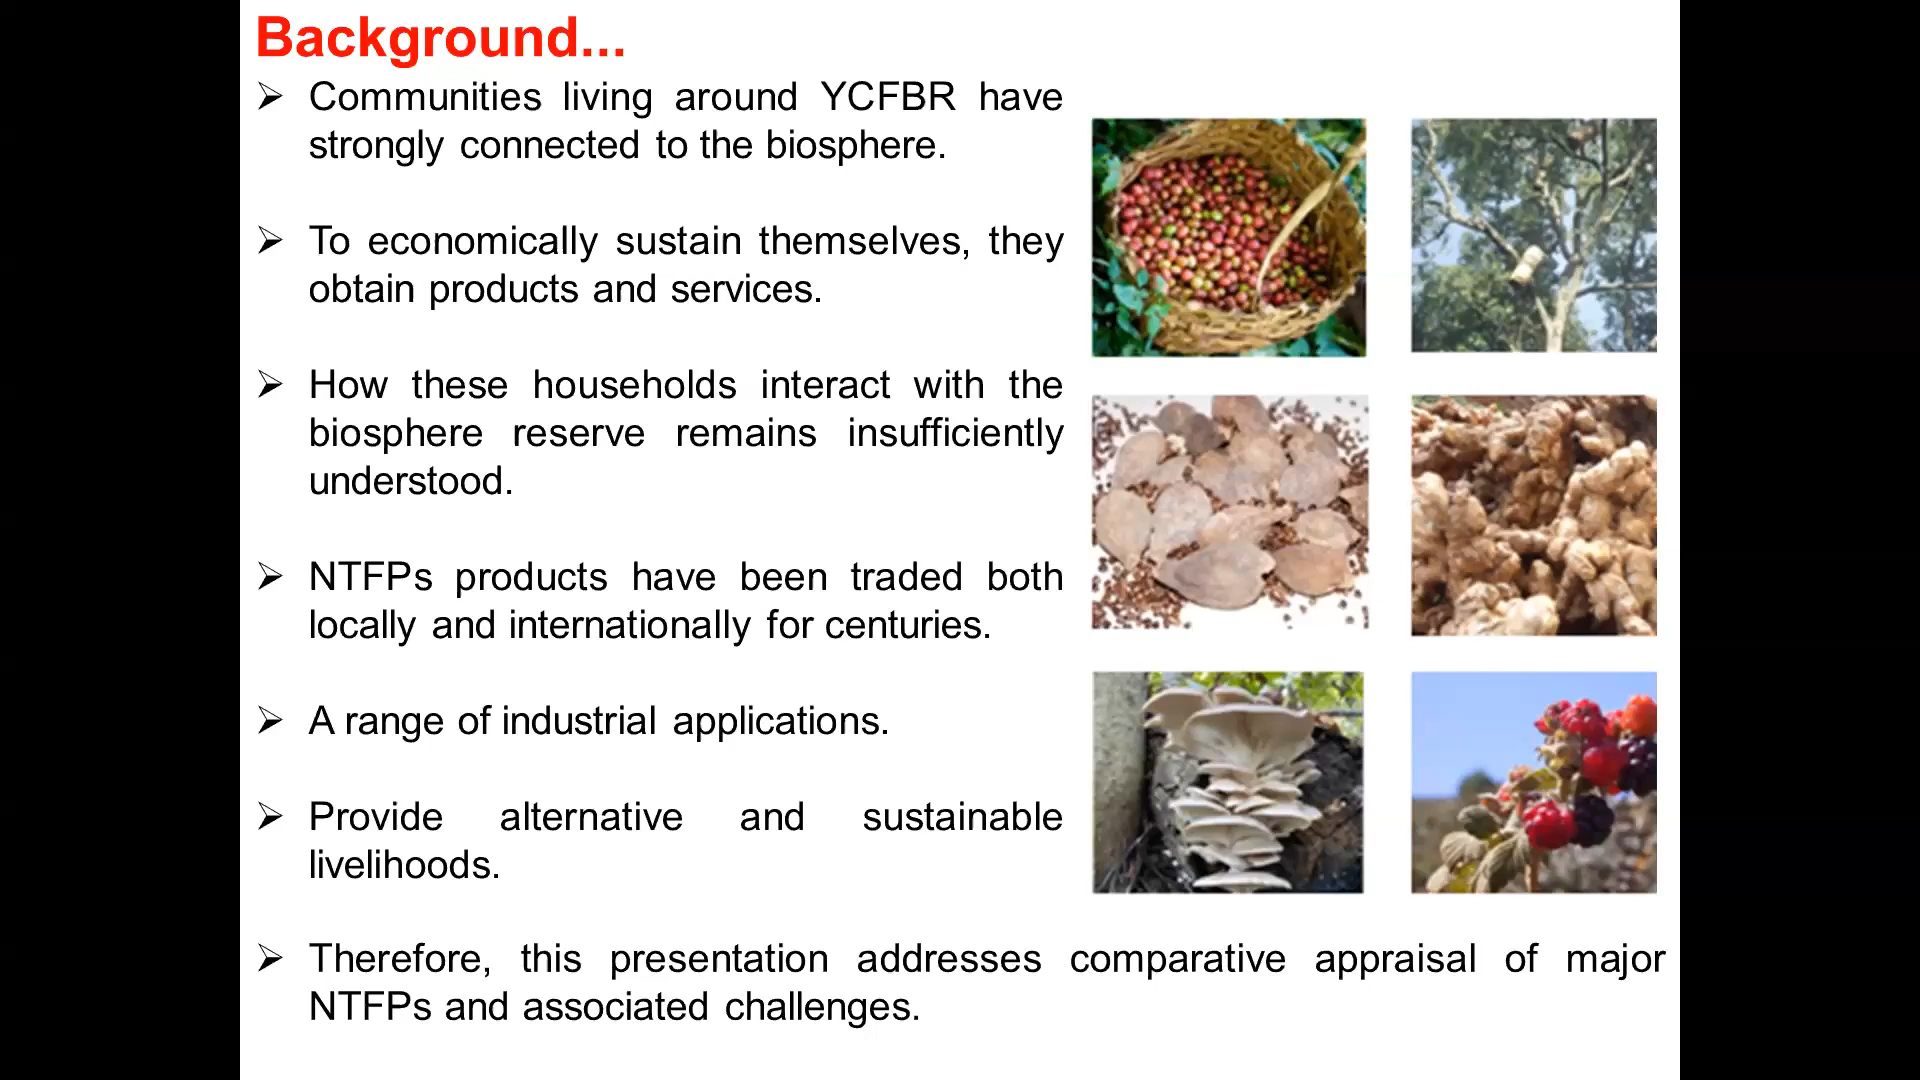 Background...
➢ Communities living around YCFBR have
strongly connected to the biosphere.
➢ To economically sustain themselves, they
obtain products and services.
➢ How these households interact with the
biosphere reserve remains insufficiently
understood.
➢ NTFPs products have been traded both
locally and internationally for centuries.
➢ A range of industrial applications.
➢ Provide alternative and sustainable
livelihoods.
➢ Therefore, this presentation addresses comparative appraisal of major
NTFPs and associated challenges.